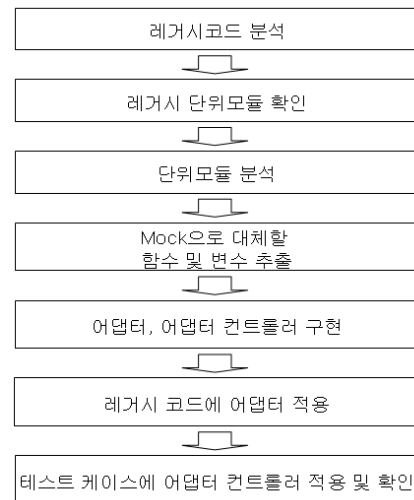 레거시코드 분석
레거시 단위모듈 확인
단위모듈 분석
Mock으로 대체할
함수 및 변수 추출
어댑터, 어댑터 컨트롤러 구현
레거시 코드에 어댑터 적용
테스트 케이스에 어댑터 컨트롤러 적용 및 확인